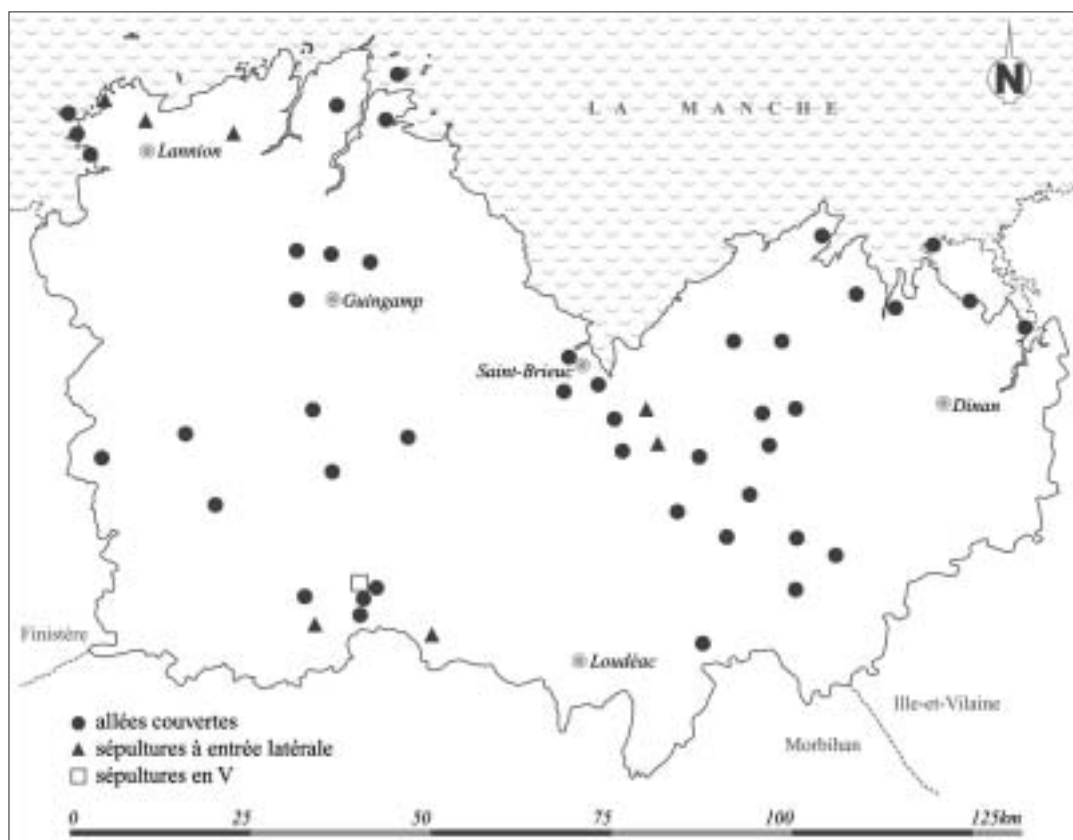 N
LA MANCHE
Lannion
Guingamp
Saint-Brieuc
Dinan
Finistère
Loudéac
Ille-et-Vilaine
Morbihan
allées couvertes
sépultures à entrée latérale
sépultures en V
0 25 50 75 100 125km